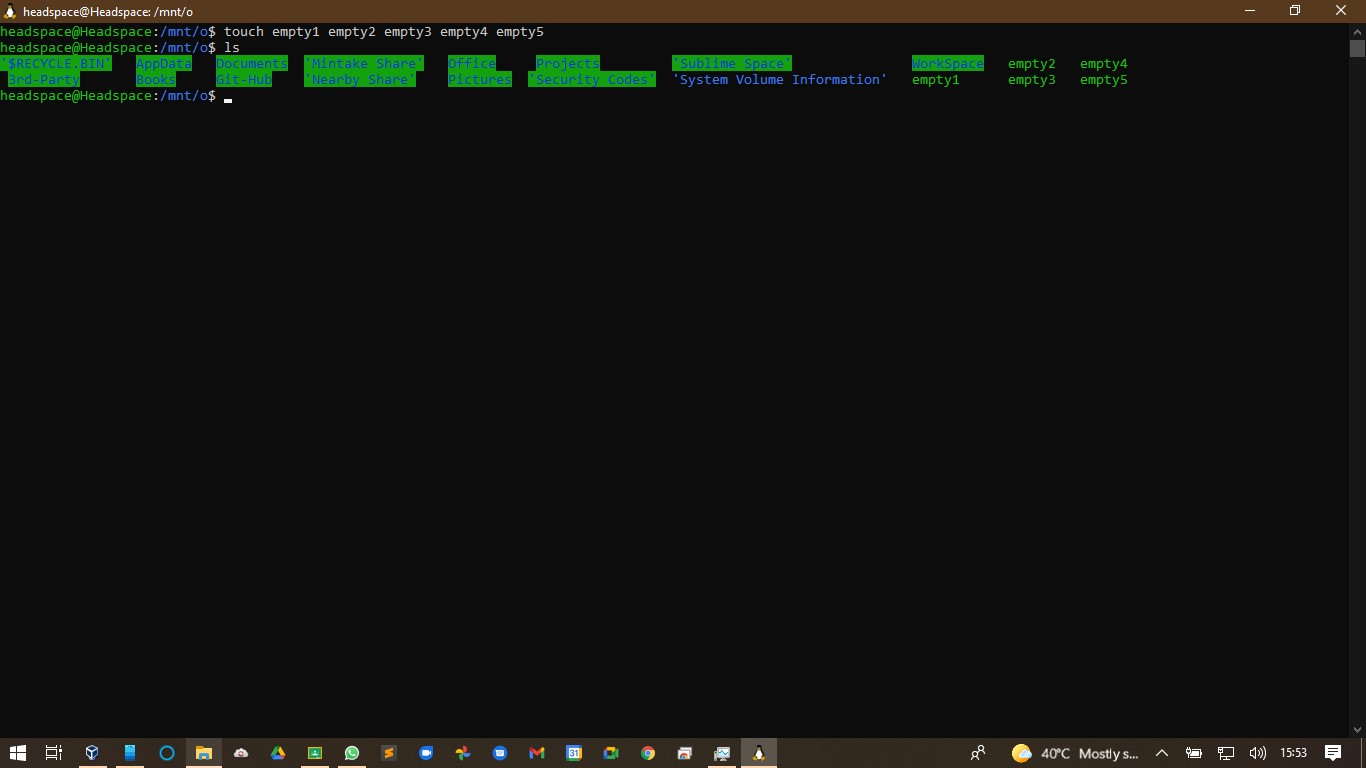 headspace@Headspace: /mnt/o
headspace@Headspace:/mnt/o$ touch empty1 empty2 empty3 empty4 empty5
headspace@Headspace:/mnt/o$ ls
'$RECYCLE.BIN' AppData Documents 'Mintake Share' Office Projects 'Sublime Space' WorkSpace empty2 empty4
3rd-Party Books Git-Hub 'Nearby Share' Pictures 'Security Codes' 'System Volume Information' empty1 empty3 empty5
headspace@Headspace:/mnt/o$
31 40°C Mostly s... 15:53